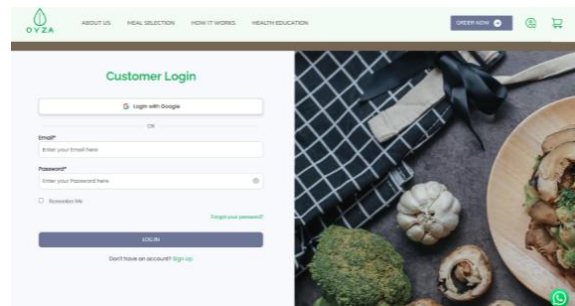 OYZA
ABOUT US MEAL SELECTION HOW IT WORKS HEALTH EDUCATION ORDER NOW
Customer Login
Login with Google
OR
Email*
Enter your Email here
Password*
Enter your Password here
Remember Me
Forgot your password?
LOG IN
Don't have an account? Sign Up